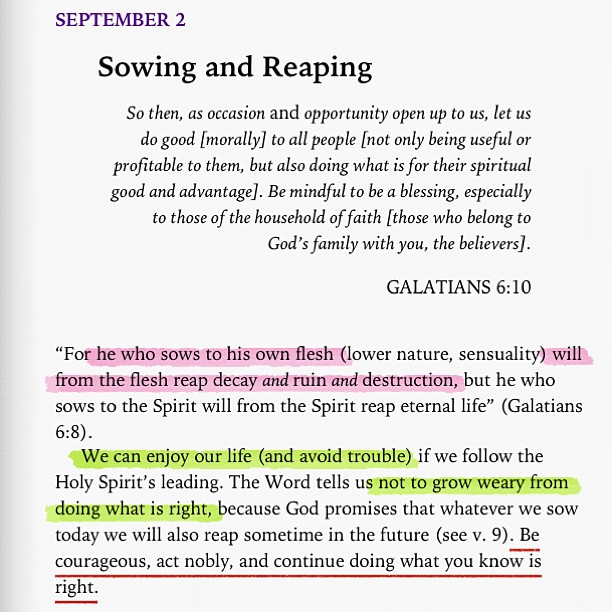 SEPTEMBER 2
Sowing and Reaping
So then, as occasion and opportunity open up to us, let us
do good [morally] to all people [not only being useful or
profitable to them, but also doing what is for their spiritual
good and advantage]. Be mindful to be a blessing, especially
to those of the household of faith [those who belong to
God’s family with you, the believers].
GALATIANS 6:10
“For he who sows to his own flesh (lower nature, sensuality) will
from the flesh reap decay and ruin and destruction, but he who
sows to the Spirit will from the Spirit reap eternal life” (Galatians
6:8).
We can enjoy our life (and avoid trouble) if we follow the
Holy Spirit’s leading. The Word tells us not to grow weary from
doing what is right, because God promises that whatever we sow
today we will also reap sometime in the future (see v. 9). Be
courageous, act nobly, and continue doing what you know is
right.